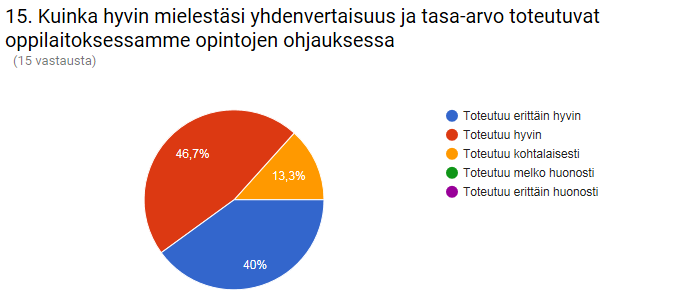 15. Kuinka hyvin mielestäsi yhdenvertaisuus ja tasa-arvo toteutuvat
oppilaitoksessamme opintojen ohjauksessa
(15 vastausta)
46,7%
13,3%
40%
Toteutuu erittäin hyvin
Toteutuu hyvin
Toteutuu kohtalaisesti
Toteutuu melko huonosti
Toteutuu erittäin huonosti